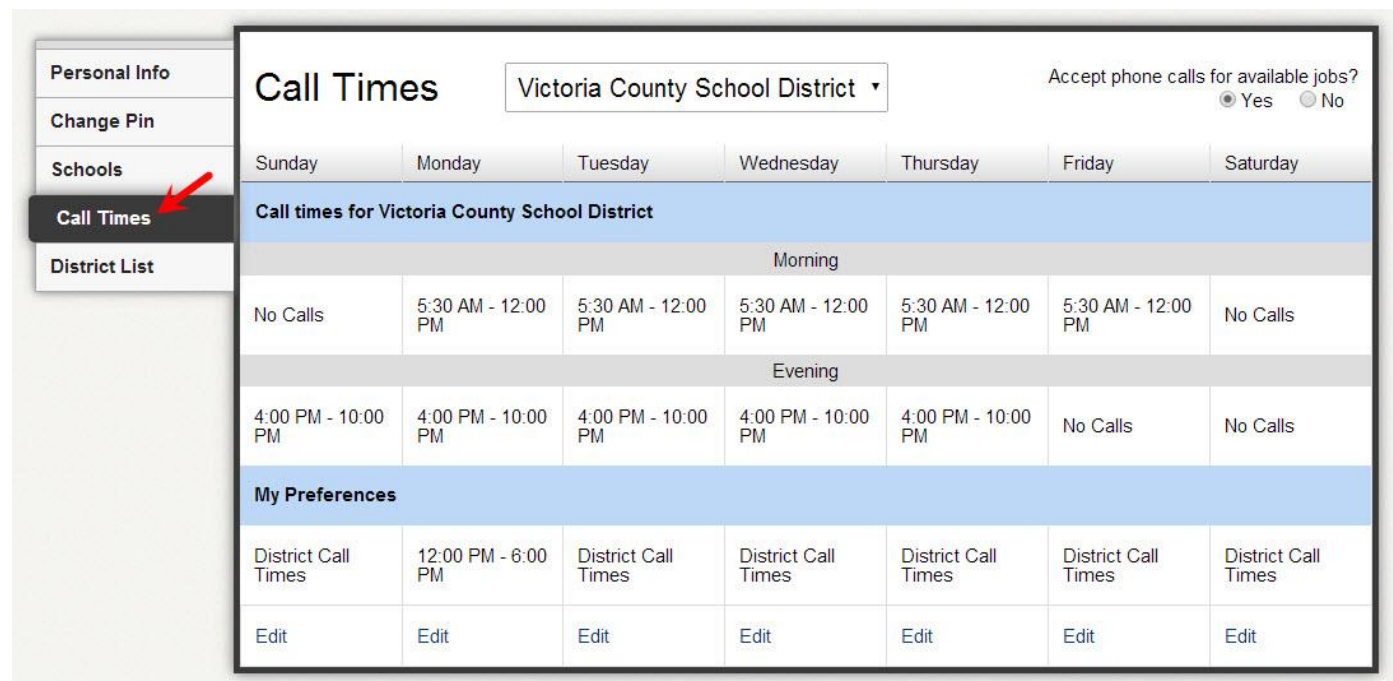 Personal Info
Change Pin
Schools
Call Times
District List
Call Times
Victoria County School District
Accept phone calls for available jobs?
Yes No
Sunday Monday Tuesday Wednesday Thursday Friday Saturday
Call times for Victoria County School District
Morning
No Calls 5:30 AM - 12:00 PM 5:30 AM - 12:00 PM 5:30 AM - 12:00 PM 5:30 AM - 12:00 PM 5:30 AM - 12:00 PM No Calls
Evening
4:00 PM - 10:00 PM 4:00 PM - 10:00 PM 4:00 PM - 10:00 PM 4:00 PM - 10:00 PM 4:00 PM - 10:00 PM No Calls No Calls
My Preferences
District Call Times 12:00 PM - 6:00 PM District Call Times District Call Times District Call Times District Call Times District Call Times
Edit Edit Edit Edit Edit Edit Edit